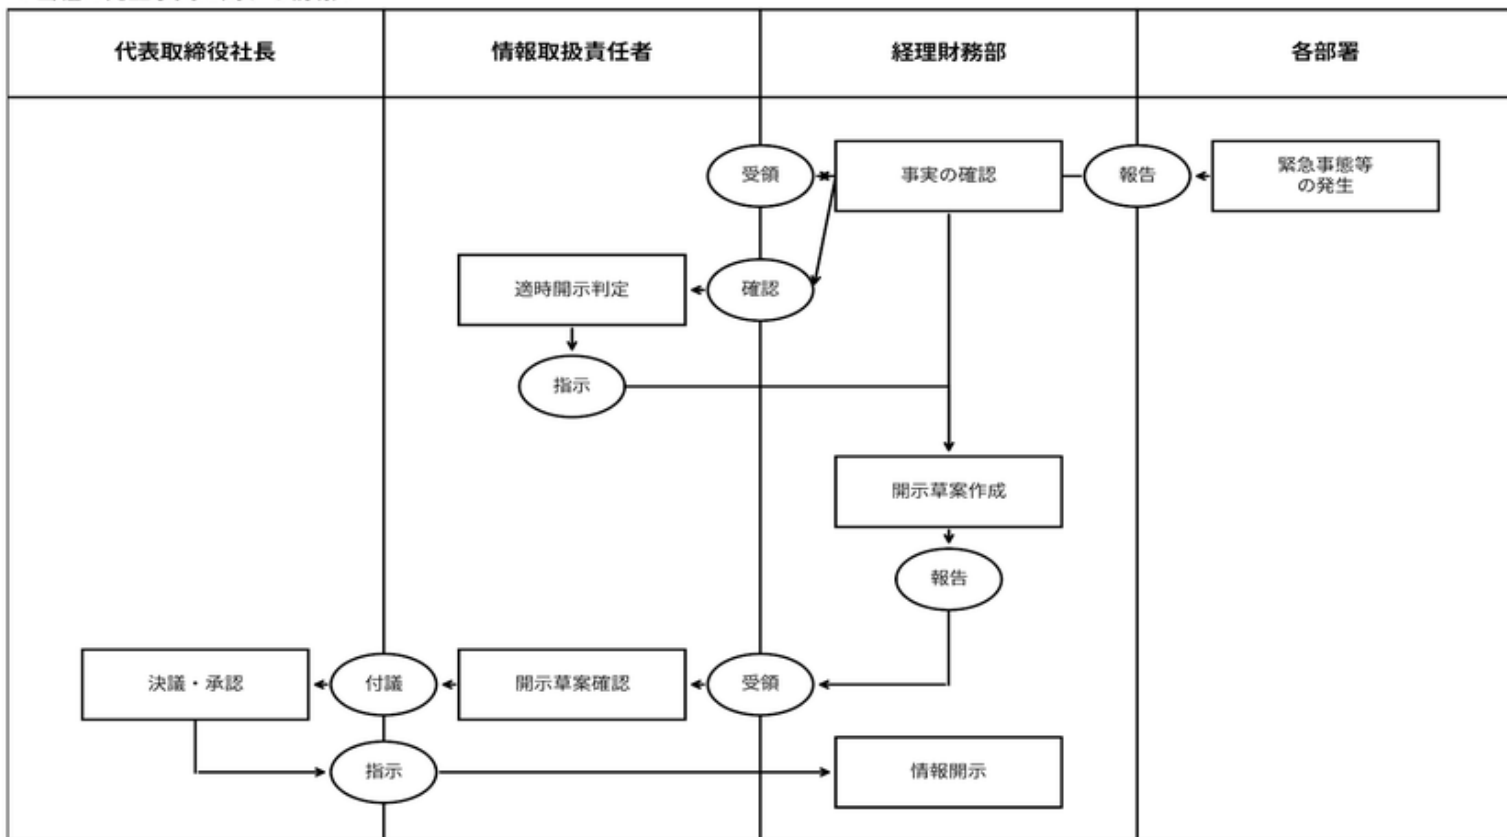 代表取締役社長
情報取扱責任者
経理財務部
各部署
受領
事実の確認
報告
緊急事態等
の発生
適時開示判定
確認
指示
開示草案作成
報告
決議・承認
付議
開示草案確認
受領
指示
情報開示